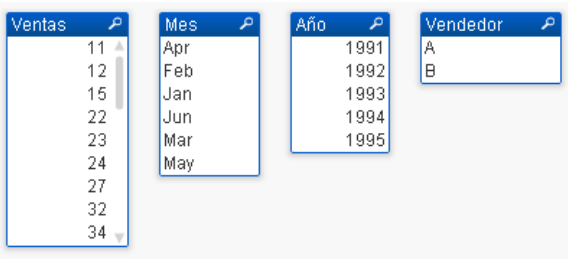 Ventas
11
12
15
22
23
24
27
32
34
Mes
Apr
Feb
Jan
Jun
Mar
May
Año
1991
1992
1993
1994
1995
Vendedor
A
B